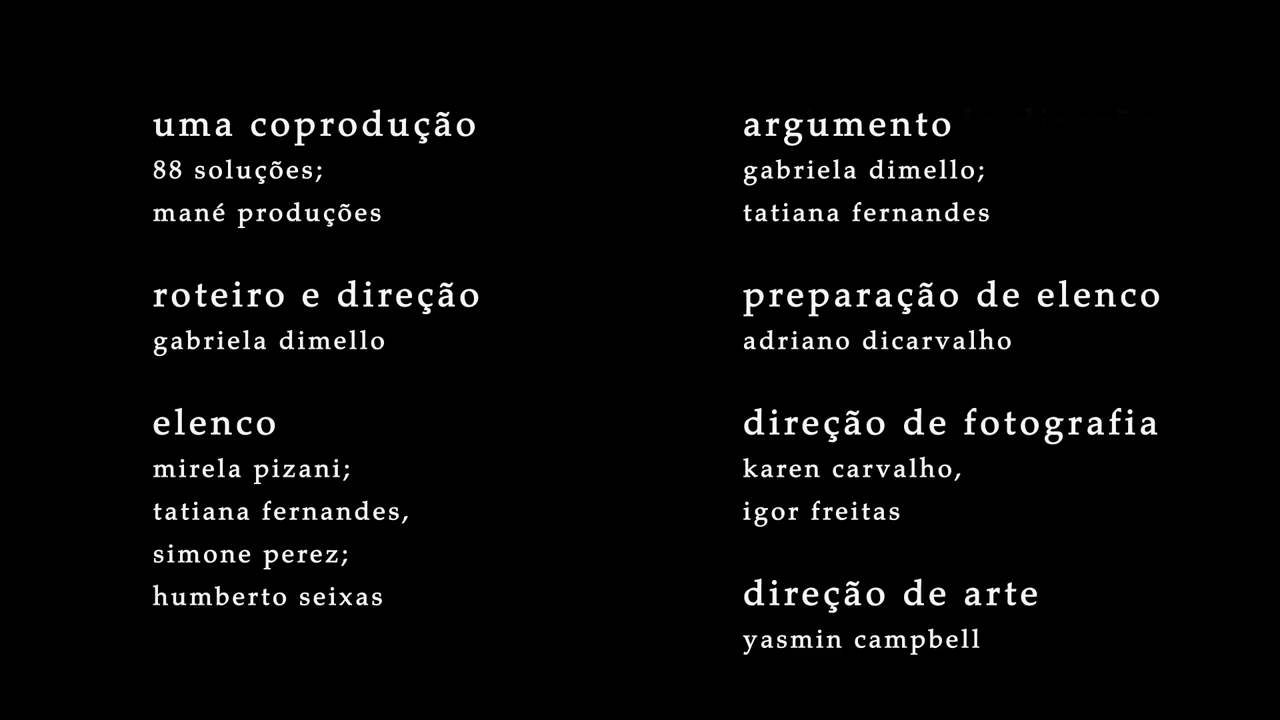 uma coprodução
88 soluções;
mané produções
roteiro e direção
gabriela dimello
elenco
mirela pizani;
tatiana fernandes,
simone perez;
humberto seixas
argumento
gabriela dimello;
tatiana fernandes
preparação de elenco
adriano dicarvalho
direção de fotografia
karen carvalho,
igor freitas
direção de arte
yasmin campbell